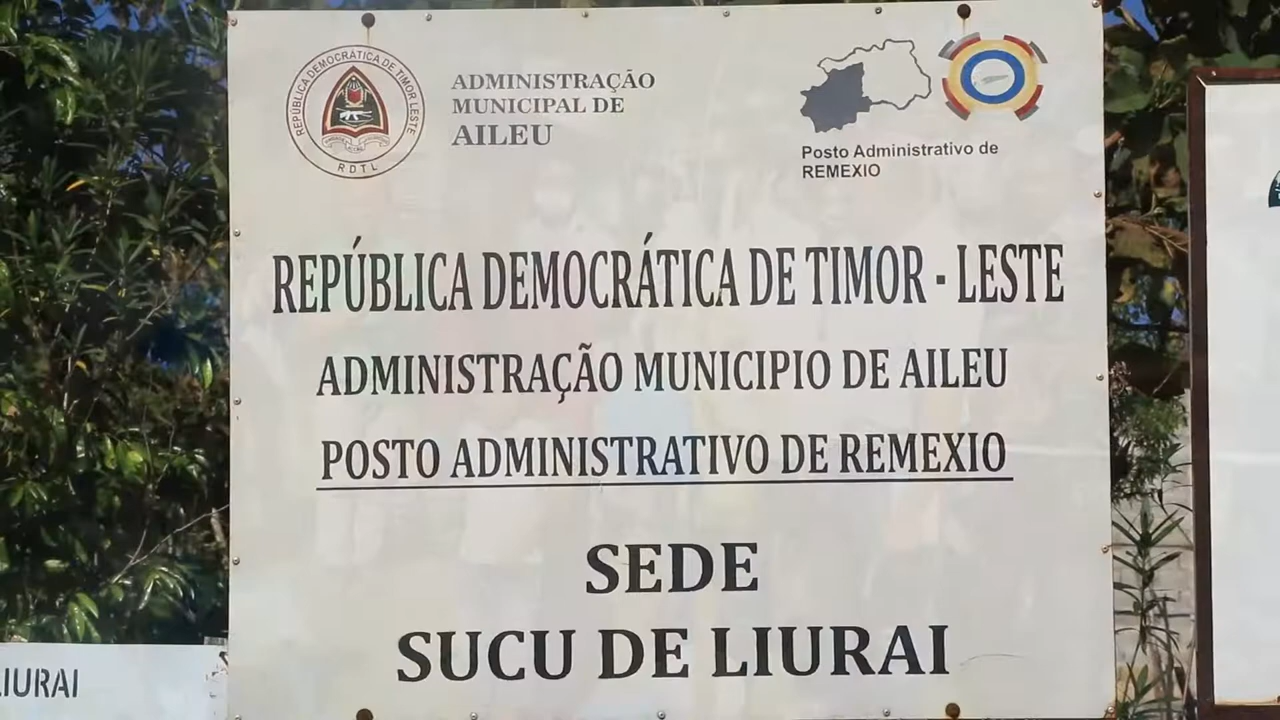 REPÚBLICA DEMOCRÁTICA DE TIMOR LESTE
RDTL
ADMINISTRAÇÃO
MUNICIPAL DE
AILEU
Posto Administrativo de
REMEXIO
REPÚBLICA DEMOCRÁTICA DE TIMOR - LESTE
ADMINISTRAÇÃO MUNICIPIO DE AILEU
POSTO ADMINISTRATIVO DE REMEXIO
SEDE
SUCU DE LIURAI
LIURAI